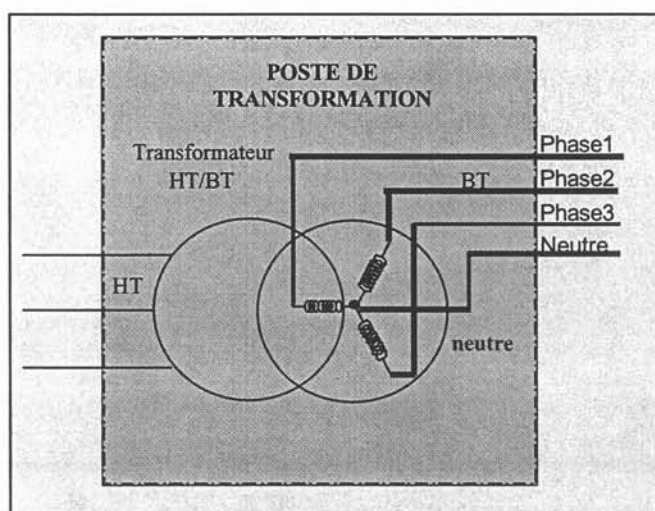 POSTE DE
TRANSFORMATION
Transformateur
HT/BT
Phase1
BT
Phase2
Phase3
Neutre
HT
neutre